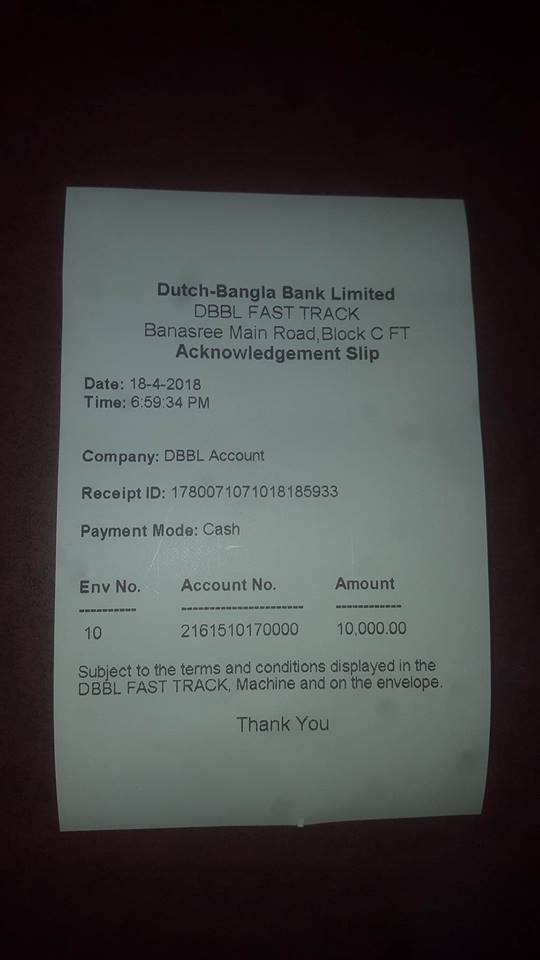 Dutch-Bangla Bank Limited
DBBL FAST TRACK
Banasree Main Road,Block C FT
Acknowledgement Slip
Date: 18-4-2018
Time: 6:59:34 PM
Company: DBBL Account
Receipt ID: 1780071071018185933
Payment Mode: Cash
Env No. Account No. Amount
---------- ---------------------- ------------
10 2161510170000 10,000.00
Subject to the terms and conditions displayed in the
DBBL FAST TRACK, Machine and on the envelope.
Thank You